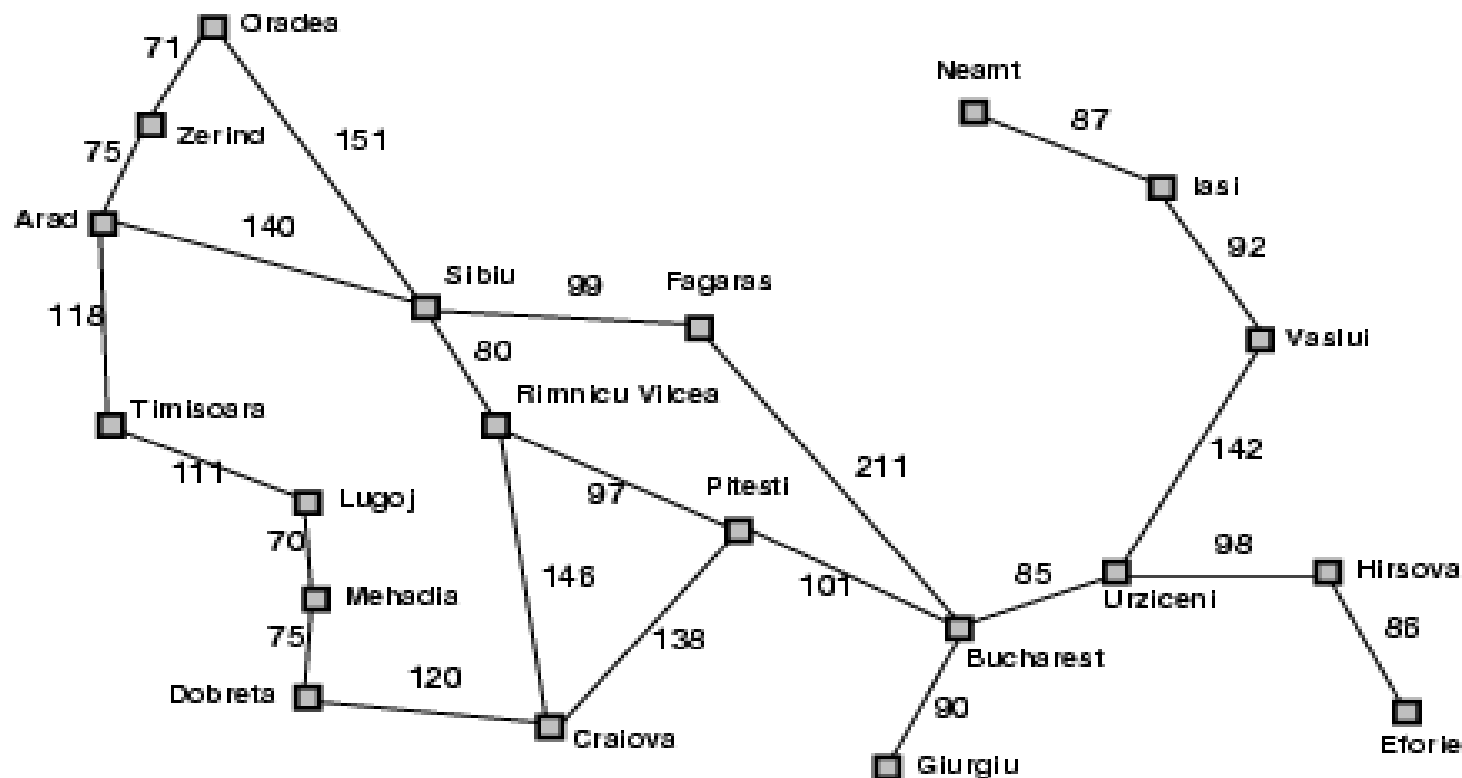 Oradea
71
Neamt
87
Zerind
151
75
Iasi
Arad
140
92
Sibiu
99
Fagaras
118
80
Vaslui
Rimnicu Vilcea
Timisoara
142
111
211
97
Pitesti
Lugoj
70
98
146
101
85
Hirsova
Mehadia
Urziceni
75
138
86
Bucharest
120
Dobreta
90
Craiova
Eforie
Giurgiu